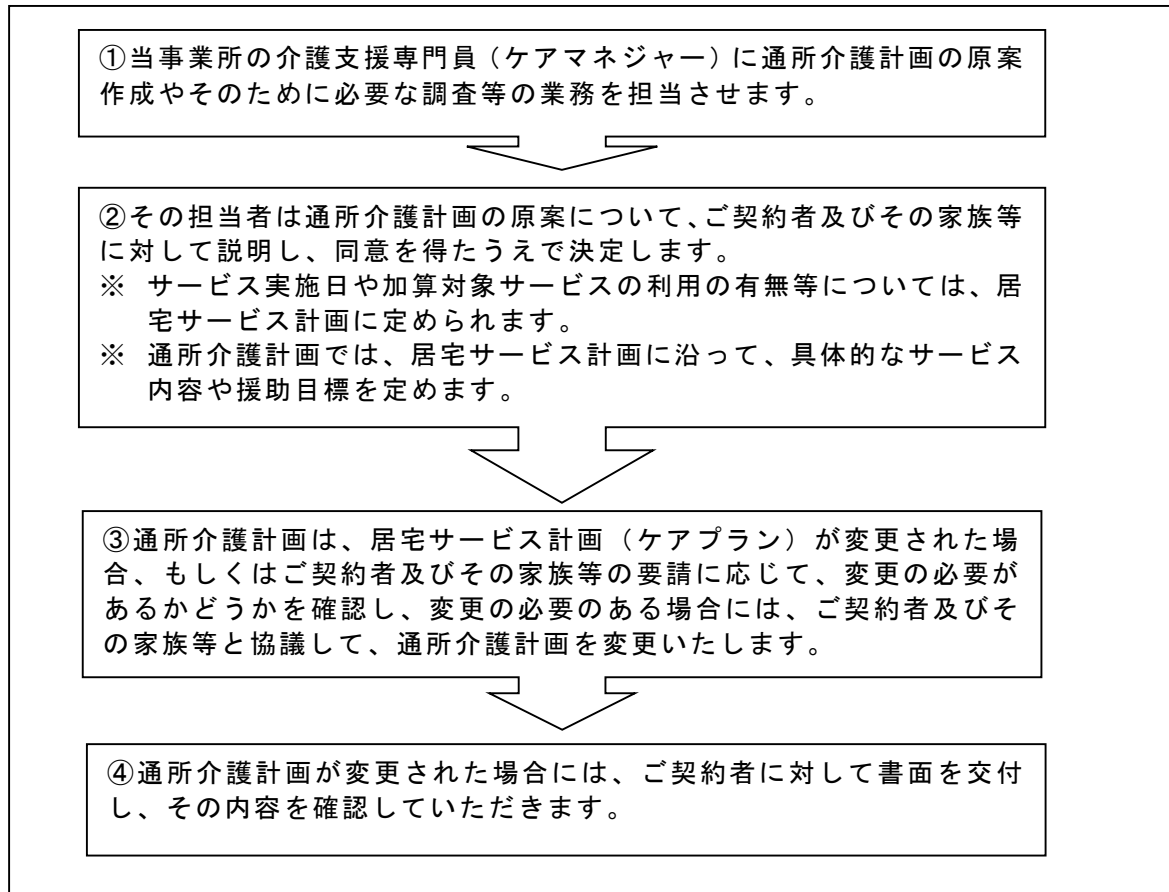 ①当事業所の介護支援専門員（ケアマネジャー）に通所介護計画の原案
作成やそのために必要な調査等の業務を担当させます。
②その担当者は通所介護計画の原案について、ご契約者及びその家族等
に対して説明し、同意を得たうえで決定します。
※　サービス実施日や加算対象サービスの利用の有無等については、居
宅サービス計画に定められます。
※　通所介護計画では、居宅サービス計画に沿って、具体的なサービス
内容や援助目標を定めます。
③通所介護計画は、居宅サービス計画（ケアプラン）が変更された場
合、もしくはご契約者及びその家族等の要請に応じて、変更の必要が
あるかどうかを確認し、変更の必要のある場合には、ご契約者及びそ
の家族等と協議して、通所介護計画を変更いたします。
④通所介護計画が変更された場合には、ご契約者に対して書面を交付
し、その内容を確認していただきます。